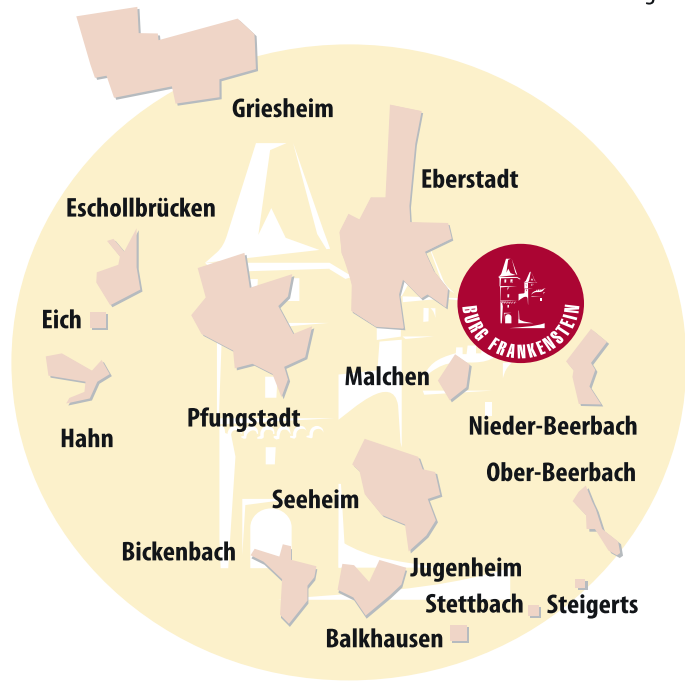 Griesheim
Eberstadt
Eschollbrücken
Eich
BURG FRANKENSTEIN
Malchen
Pfungstadt
Nieder-Beerbach
Hahn
Ober-Beerbach
Seeheim
Bickenbach
Jugenheim
Stettbach
Steigerts
Balkhausen